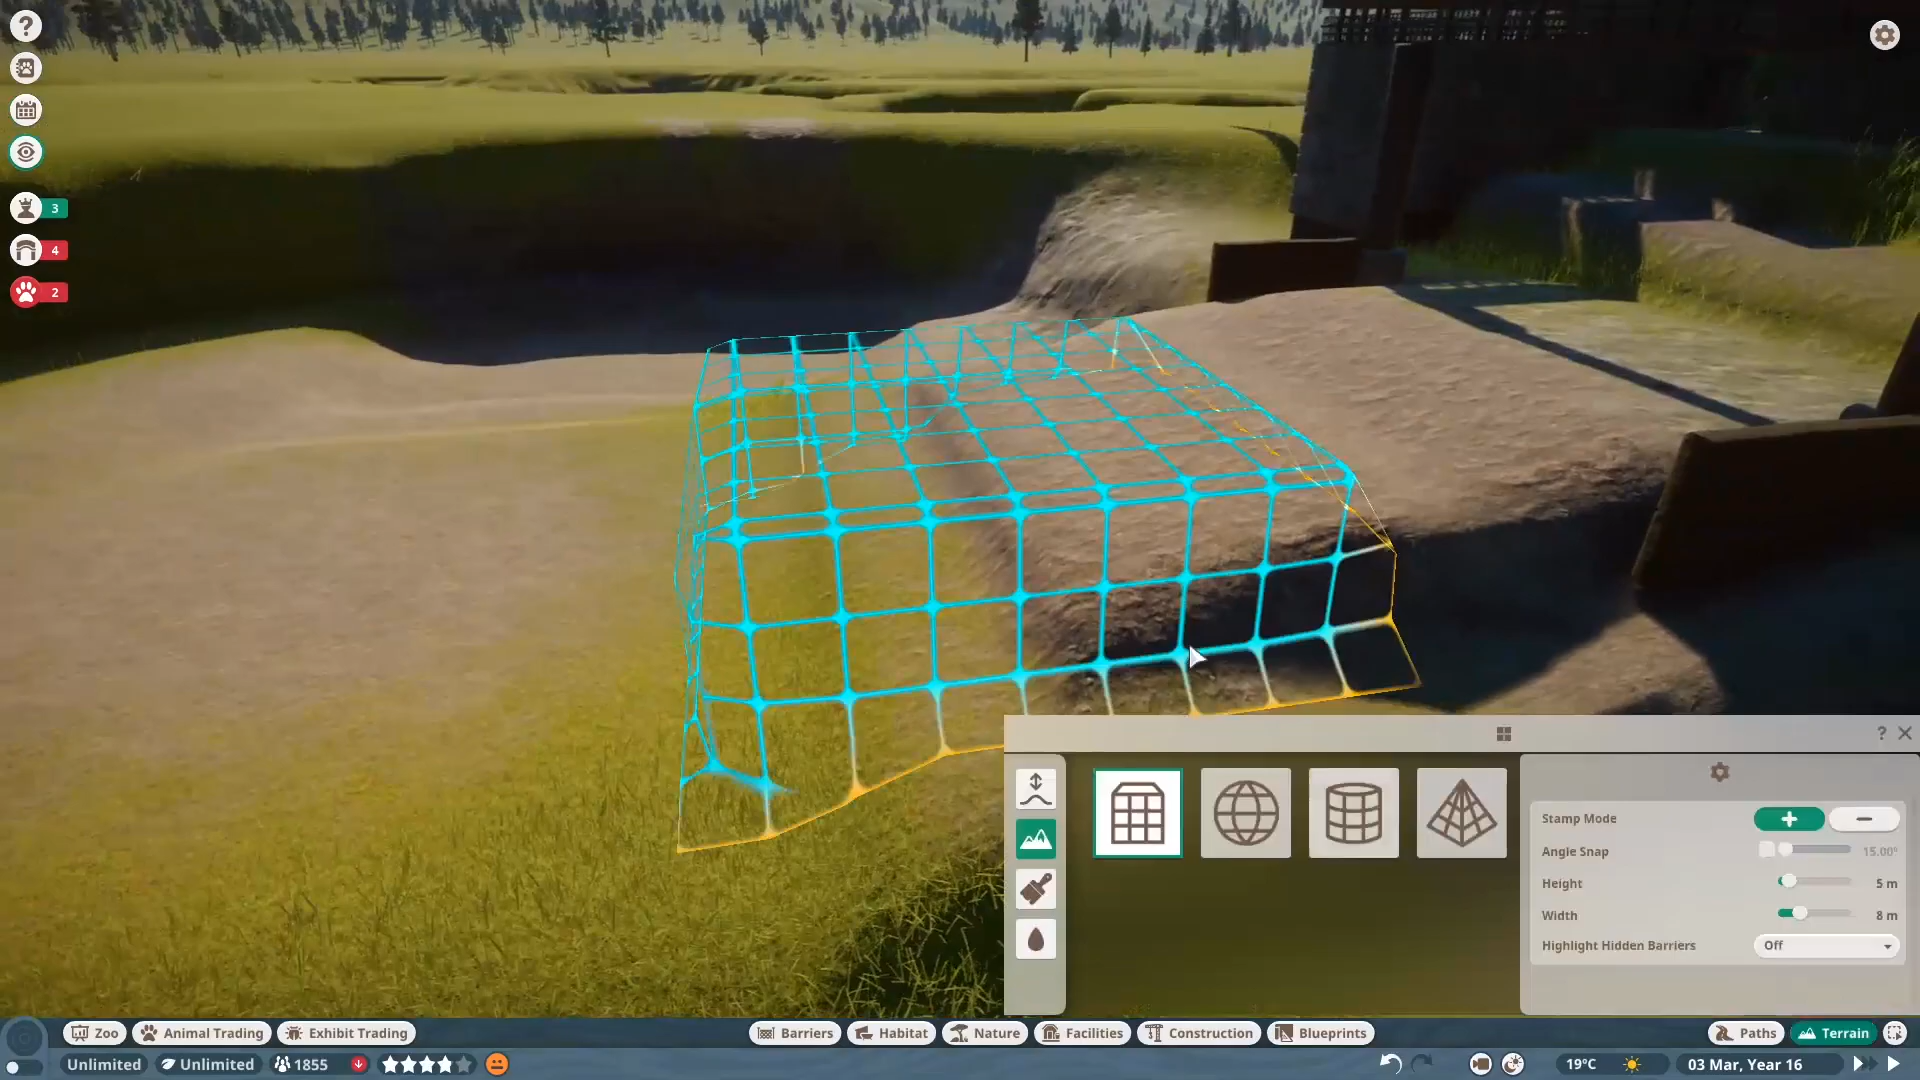 ?
3
4
2
?
Stamp Mode
Angle Snap 15.00°
Height 5 m
Width 8 m
Highlight Hidden Barriers Off
Zoo Animal Trading Exhibit Trading Barriers Habitat Nature Facilities Construction Blueprints Paths Terrain
Unlimited Unlimited 1855 19°C 03 Mar, Year 16